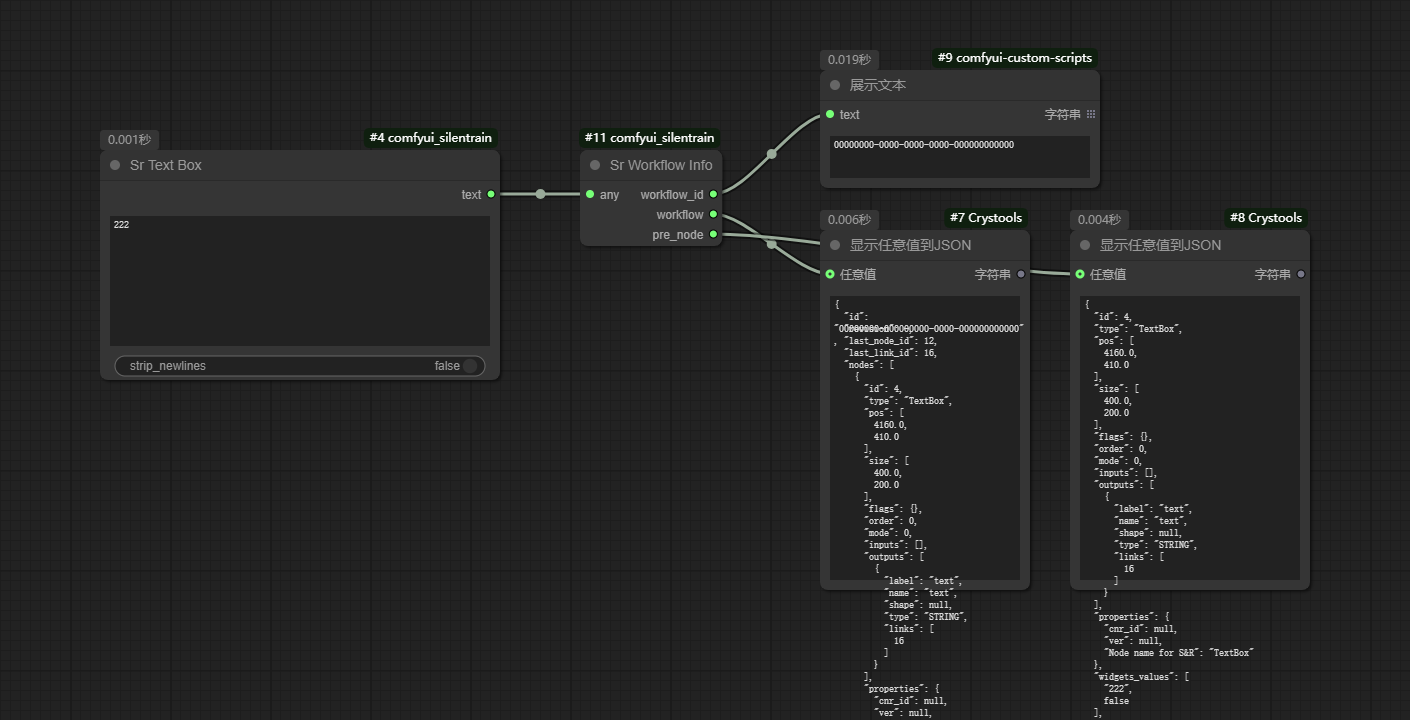 0.001秒
#4 comfyui_silentrain
Sr Text Box
text
222
strip_newlines
false
#11 comfyui_silentrain
Sr Workflow Info
any
workflow_id
workflow
pre_node
0.019秒
#9 comfyui-custom-scripts
展示文本
text
字符串
00000000-0000-0000-0000-000000000000
0.006秒
#7 Crystools
显示任意值到JSON
任意值
字符串
{
"id":
, "last_node_id": 12,
"last_link_id": 16,
"nodes": [
{
"id": 4,
"type": "TextBox",
"pos": [
4160.0,
410.0
],
"size": [
400.0,
200.0
],
"flags": {},
"order": 0,
"mode": 0,
"inputs": [],
"outputs": [
{
"label": "text",
"name": "text",
"shape": null,
"type": "STRING",
"links": [
16
]
}
],
"properties": {
"cnr_id": null,
"ver": null,
0.004秒
#8 Crystools
显示任意值到JSON
任意值
字符串
{
"id": 4,
"type": "TextBox",
"pos": [
4160.0,
410.0
],
"size": [
400.0,
200.0
],
"flags": {},
"order": 0,
"mode": 0,
"inputs": [],
"outputs": [
{
"label": "text",
"name": "text",
"shape": null,
"type": "STRING",
"links": [
16
]
}
],
"properties": {
"cnr_id": null,
"ver": null,
"Node name for S&R": "TextBox"
},
"widgets_values": [
"222",
false
],